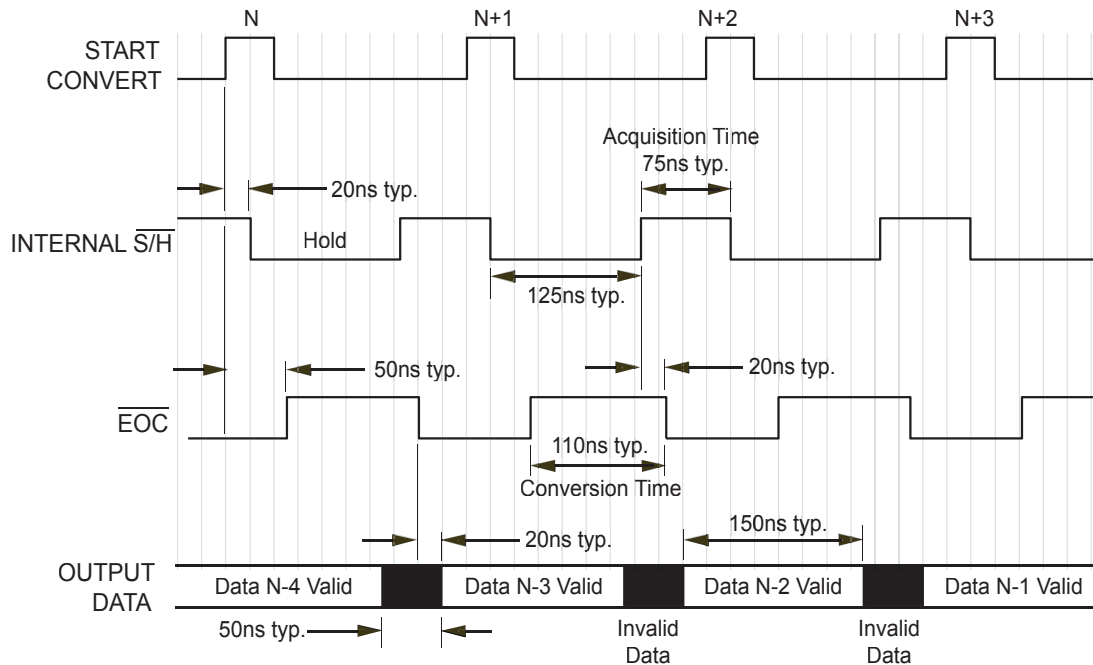 N N+1 N+2 N+3
START
CONVERT
Acquisition Time
75ns typ.
20ns typ.
INTERNAL S/H
Hold
125ns typ.
50ns typ.
20ns typ.
EOC
110ns typ.
Conversion Time
150ns typ.
20ns typ.
OUTPUT
DATA
Data N-4 Valid Data N-3 Valid Data N-2 Valid Data N-1 Valid
50ns typ.
Invalid
Data
Invalid
Data